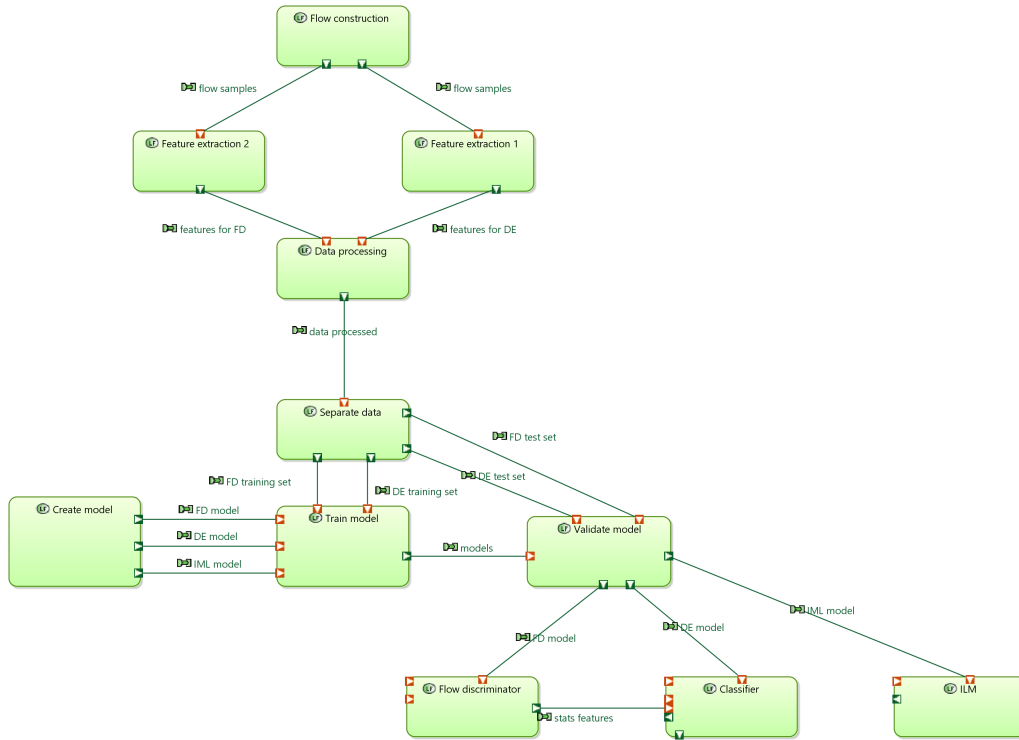 Flow construction
flow samples
flow samples
Feature extraction 2
Feature extraction 1
features for FD
features for DE
Data processing
data processed
Separate data
FD test set
DE test set
FD training set
DE training set
Create model
FD model
Train model
Validate model
DE model
models
IML model
IML model
FD model
DE model
Flow discriminator
Classifier
ILM
stats features